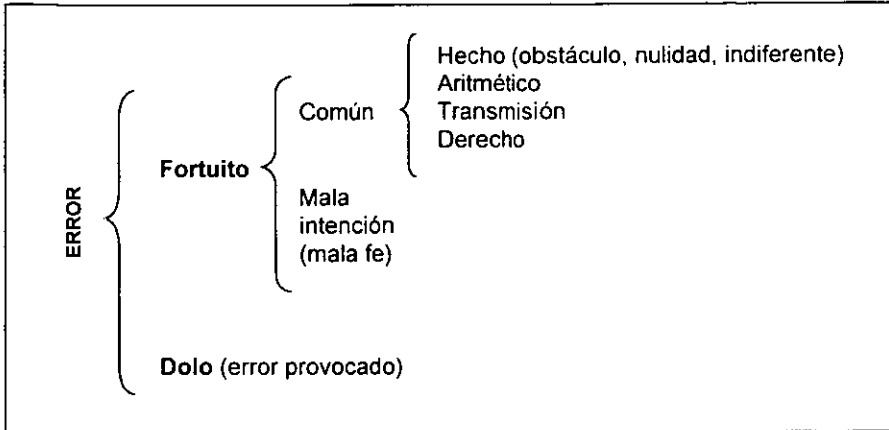 ERROR
Fortuito
Común
Hecho (obstáculo, nulidad, indiferente)
Aritmético
Transmisión
Derecho
Mala
intención
(mala fe)
Dolo (error provocado)